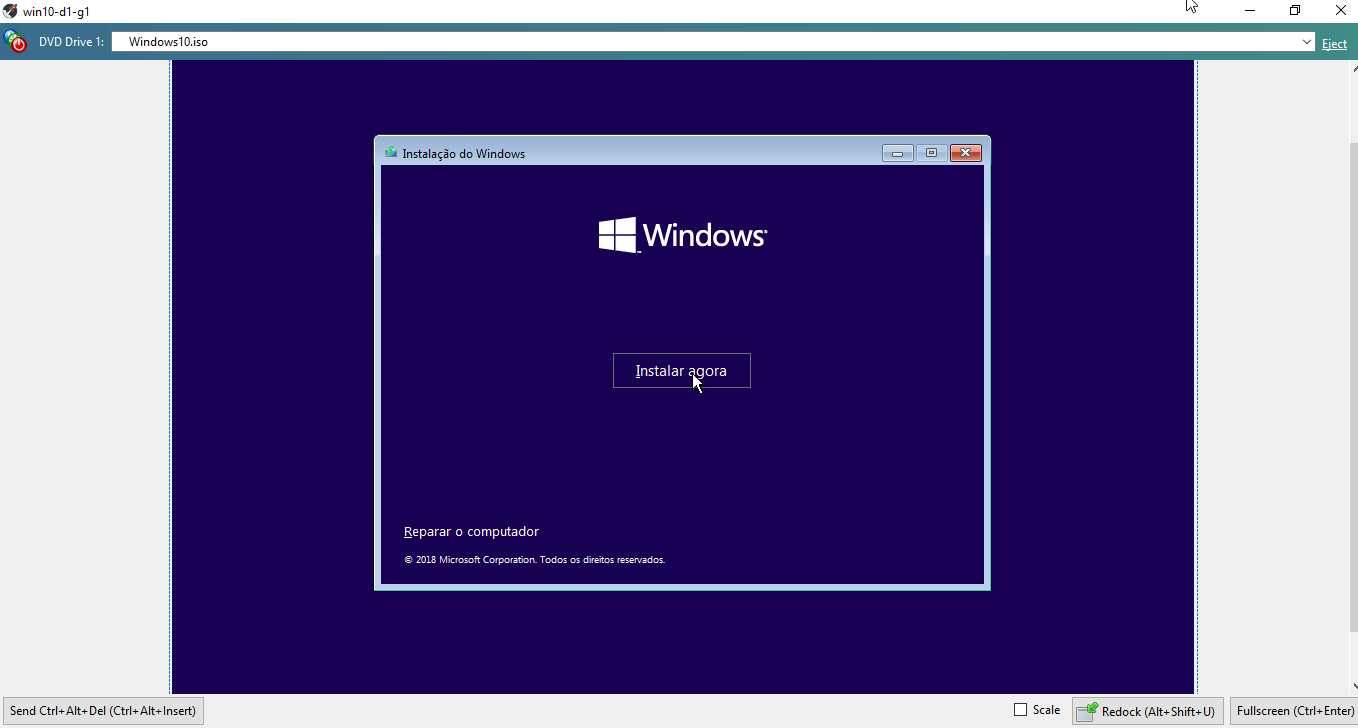 win10-d1-g1
DVD Drive 1: Windows10.iso Eject
Instalação do Windows
Windows
Instalar agora
Reparar o computador
© 2018 Microsoft Corporation. Todos os direitos reservados.
Send Ctrl+Alt+Del (Ctrl+Alt+Insert) Scale Redock (Alt+Shift+U) Fullscreen (Ctrl+Enter)